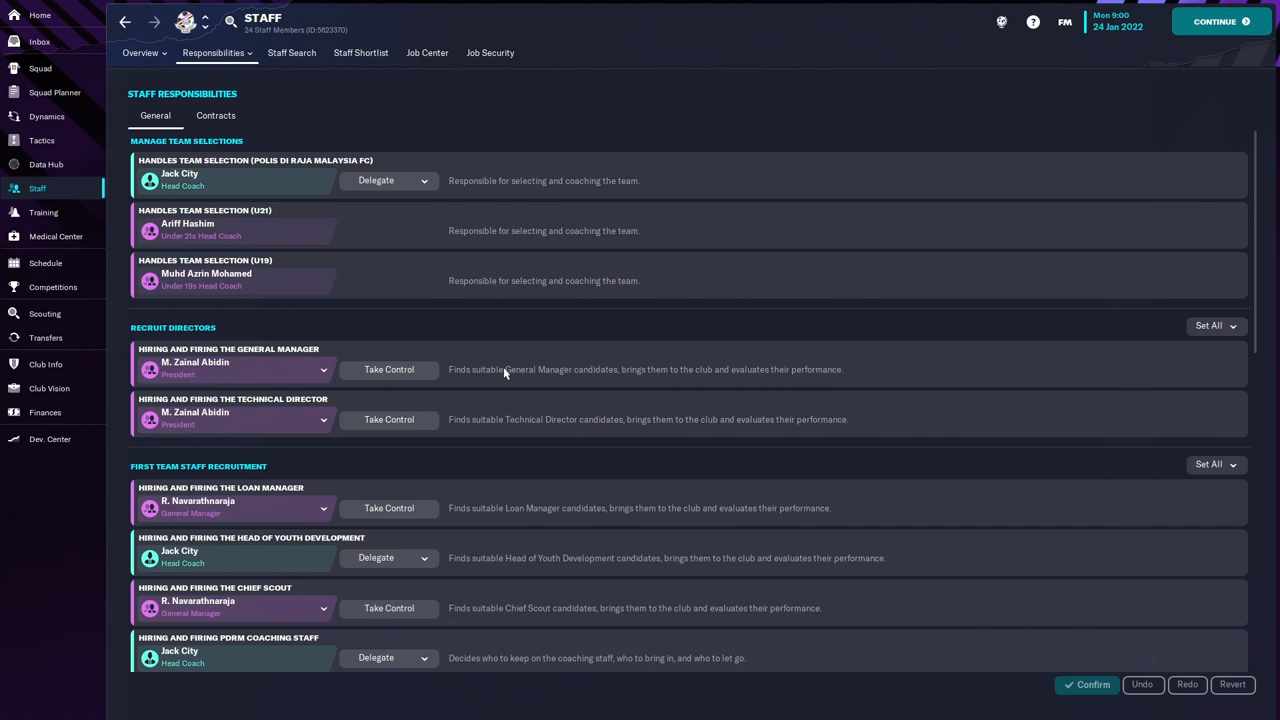 Home
Inbox
Squad
Squad Planner
Dynamics
Tactics
Data Hub
Staff
Training
Medical Center
Schedule
Competitions
Scouting
Transfers
Club Info
Club Vision
Finances
Dev. Center
STAFF
24 Staff Members (ID:5623370)
FM
Mon 9:00
24 Jan 2022
CONTINUE
Overview
Responsibilities
Staff Search
Staff Shortlist
Job Center
Job Security
STAFF RESPONSIBILITIES
General
Contracts
MANAGE TEAM SELECTIONS
HANDLES TEAM SELECTION (POLIS DI RAJA MALAYSIA FC)
Jack City
Head Coach
Delegate
Responsible for selecting and coaching the team.
HANDLES TEAM SELECTION (U21)
Ariff Hashim
Under 21s Head Coach
Responsible for selecting and coaching the team.
HANDLES TEAM SELECTION (U19)
Muhd Azrin Mohamed
Under 19s Head Coach
Responsible for selecting and coaching the team.
RECRUIT DIRECTORS
Set All
HIRING AND FIRING THE GENERAL MANAGER
M. Zainal Abidin
President
Take Control
Finds suitable General Manager candidates, brings them to the club and evaluates their performance.
HIRING AND FIRING THE TECHNICAL DIRECTOR
M. Zainal Abidin
President
Take Control
Finds suitable Technical Director candidates, brings them to the club and evaluates their performance.
FIRST TEAM STAFF RECRUITMENT
Set All
HIRING AND FIRING THE LOAN MANAGER
R. Navarathnaraja
General Manager
Take Control
Finds suitable Loan Manager candidates, brings them to the club and evaluates their performance.
HIRING AND FIRING THE HEAD OF YOUTH DEVELOPMENT
Jack City
Head Coach
Delegate
Finds suitable Head of Youth Development candidates, brings them to the club and evaluates their performance.
HIRING AND FIRING THE CHIEF SCOUT
R. Navarathnaraja
General Manager
Take Control
Finds suitable Chief Scout candidates, brings them to the club and evaluates their performance.
HIRING AND FIRING PDRM COACHING STAFF
Jack City
Head Coach
Delegate
Decides who to keep on the coaching staff, who to bring in, and who to let go.
Confirm
Undo
Redo
Revert